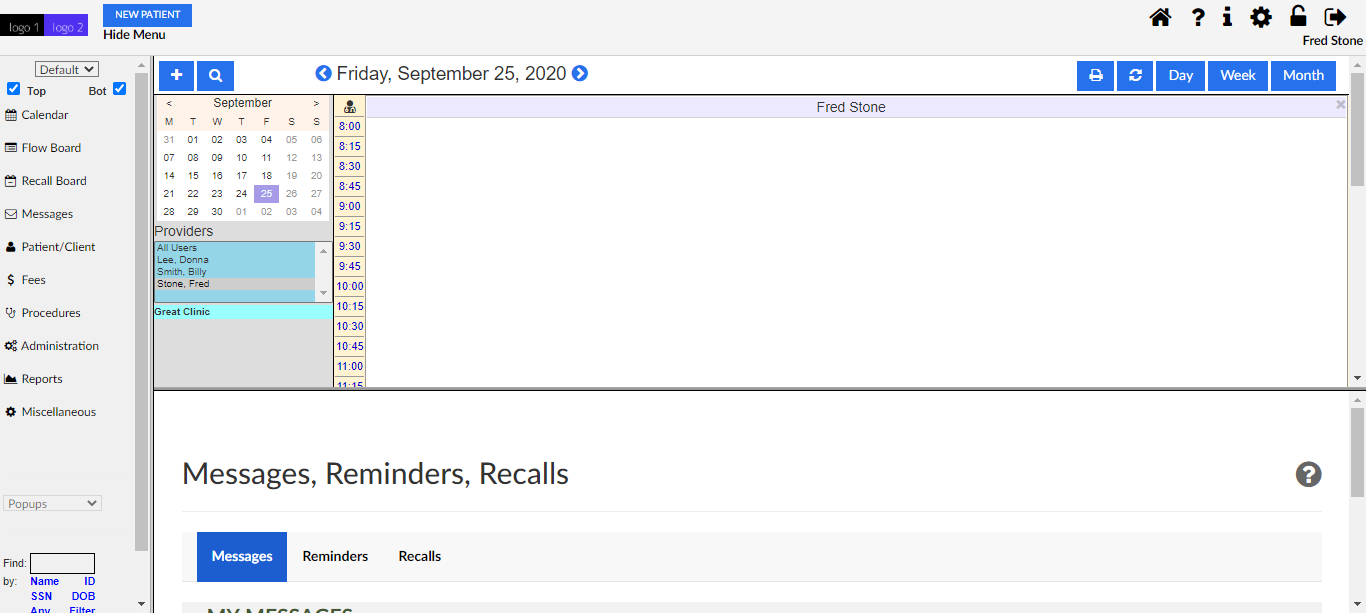 logo 1 logo 2
NEW PATIENT
Hide Menu
Fred Stone
Default
Top Bot
Calendar
Flow Board
Recall Board
Messages
Patient/Client
$ Fees
Procedures
Administration
Reports
Miscellaneous
Popups
Find:
by: Name ID
SSN DOB
Any Filter
Friday, September 25, 2020
Day Week Month
< September >
M T W T F S S
31 01 02 03 04 05 06
07 08 09 10 11 12 13
14 15 16 17 18 19 20
21 22 23 24 25 26 27
28 29 30 01 02 03 04
Providers
All Users
Lee, Donna
Smith, Billy
Stone, Fred
Great Clinic
Fred Stone
8:00
8:15
8:30
8:45
9:00
9:15
9:30
9:45
10:00
10:15
10:30
10:45
11:00
11:15
Messages, Reminders, Recalls
Messages Reminders Recalls
MY MESSAGES